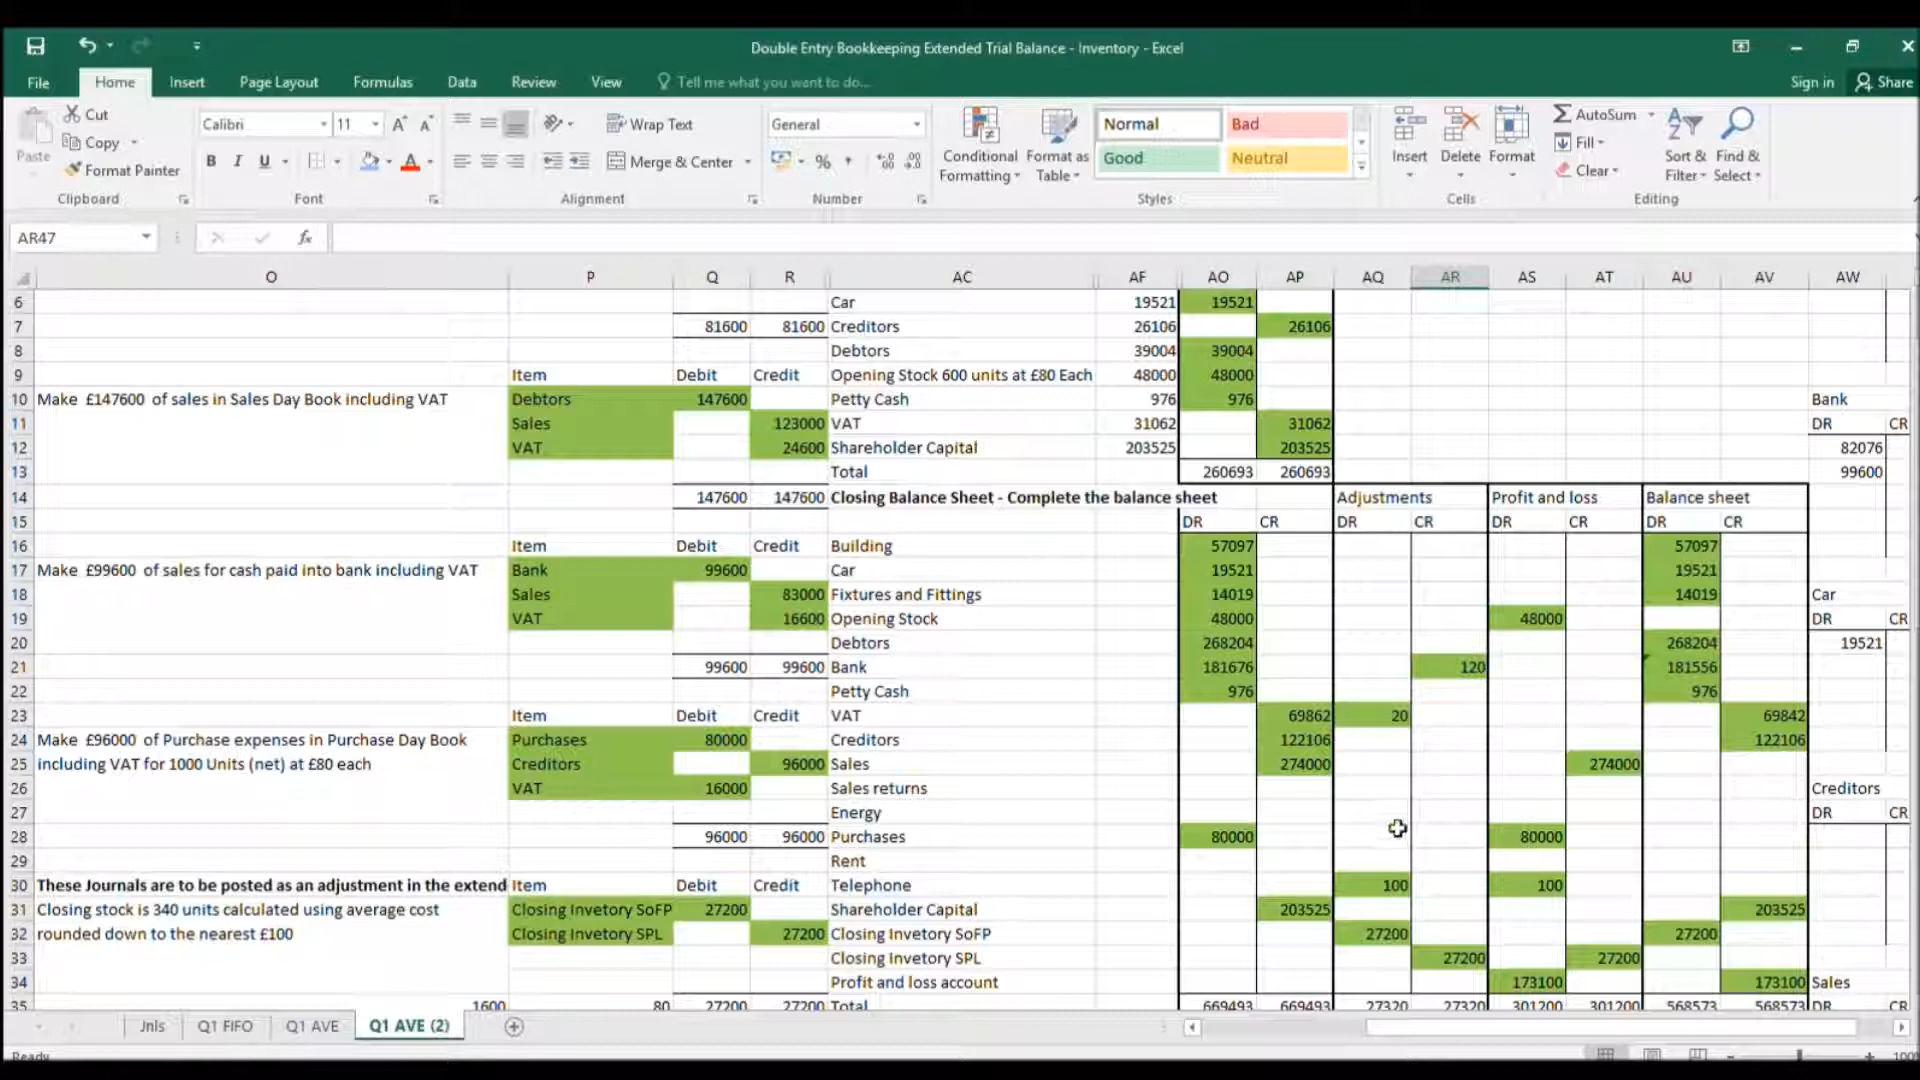 Double Entry Bookkeeping Extended Trial Balance - Inventory - Excel
File Home Insert Page Layout Formulas Data Review View Tell me what you want to do... Sign in Share
Cut Calibri 11 Wrap Text General Normal Bad AutoSum
Copy Conditional Format as Insert Delete Format Fill Sort & Find &
Paste Format Painter B I U Merge & Center % Formatting Table Good Neutral Clear Filter Select
Clipboard Font Alignment Number Styles Cells Editing
AR47 fx
O P Q R AC AF AO AP AQ AR AS AT AU AV AW
6 Car 19521 19521
7 81600 81600 Creditors 26106 26106
8 Debtors 39004 39004
9 Item Debit Credit Opening Stock 600 units at £80 Each 48000 48000
10 Make £147600 of sales in Sales Day Book including VAT Debtors 147600 Petty Cash 976 976 Bank
11 Sales 123000 VAT 31062 31062 DR CR
12 VAT 24600 Shareholder Capital 203525 203525 82076
13 Total 260693 260693 99600
14 147600 147600 Closing Balance Sheet - Complete the balance sheet Adjustments Profit and loss Balance sheet
15 DR CR DR CR DR CR DR CR
16 Item Debit Credit Building 57097 57097
17 Make £99600 of sales for cash paid into bank including VAT Bank 99600 Car 19521 19521
18 Sales 83000 Fixtures and Fittings 14019 14019 Car
19 VAT 16600 Opening Stock 48000 48000 DR CR
20 Debtors 268204 268204 19521
21 99600 99600 Bank 181676 120 181556
22 Petty Cash 976 976
23 Item Debit Credit VAT 69862 20 69842
24 Make £96000 of Purchase expenses in Purchase Day Book Purchases 80000 Creditors 122106 122106
25 including VAT for 1000 Units (net) at £80 each Creditors 96000 Sales 274000 274000
26 VAT 16000 Sales returns Creditors
27 Energy DR CR
28 96000 96000 Purchases 80000 80000
29 Rent
30 These Journals are to be posted as an adjustment in the extend Item Debit Credit Telephone 100 100
31 Closing stock is 340 units calculated using average cost Closing Invetory SoFP 27200 Shareholder Capital 203525 203525
32 rounded down to the nearest £100 Closing Invetory SPL 27200 Closing Invetory SoFP 27200 27200
33 Closing Invetory SPL 27200 27200
34 Profit and loss account 173100 173100 Sales
35 1600 80 27200 27200 Total 669493 669493 27320 27320 301200 301200 568573 568573 DR CR
Jnls Q1 FIFO Q1 AVE Q1 AVE (2)
Ready